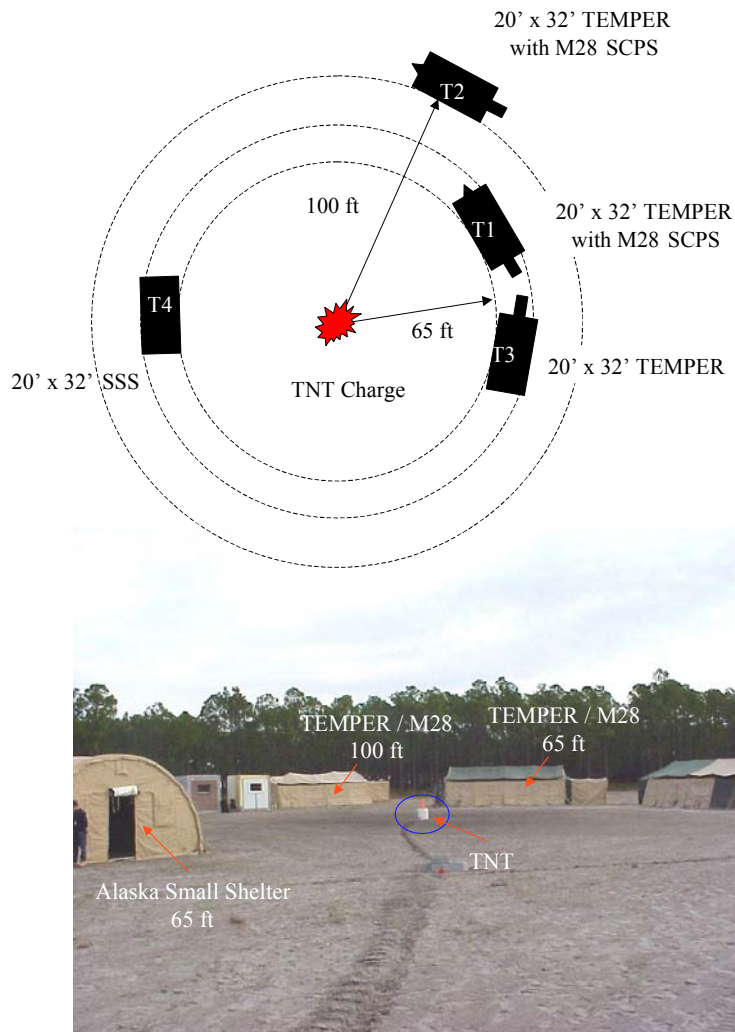 20' x 32' TEMPER
with M28 SCPS
T2
100 ft
T1
20' x 32' TEMPER
with M28 SCPS
T4
65 ft
T3
20' x 32' SSS
TNT Charge
20' x 32' TEMPER
TEMPER / M28
100 ft
TEMPER / M28
65 ft
TNT
Alaska Small Shelter
65 ft